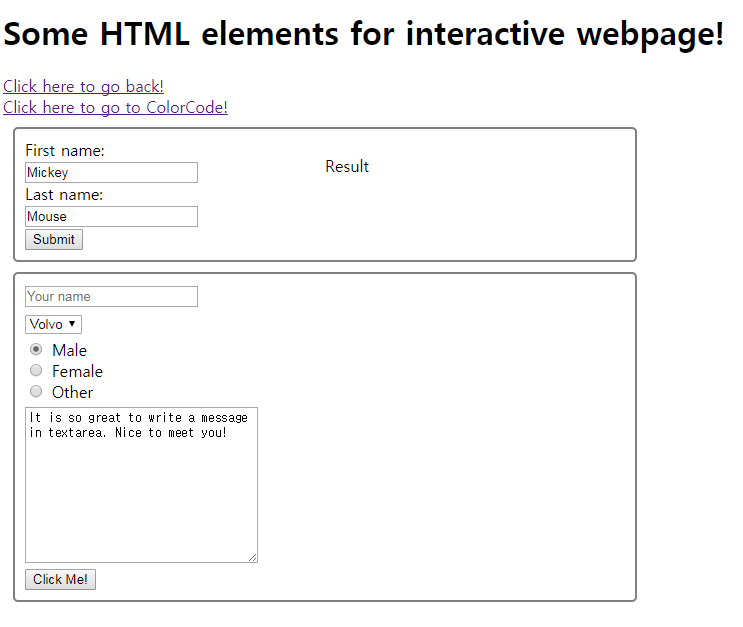 Some HTML elements for interactive webpage!
Click here to go back!
Click here to go to ColorCode!
First name:
Mickey
Result
Last name:
Mouse
Submit
Your name
Volvo
Male
Female
Other
It is so great to write a message
in textarea. Nice to meet you!
Click Me!